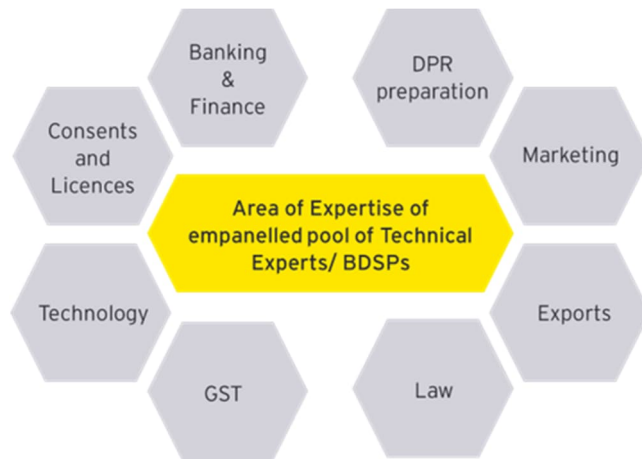 Banking
&
Finance
DPR
preparation
Consents
and
Licences
Marketing
Area of Expertise of
empanelled pool of Technical
Experts/ BDSPs
Technology
Exports
GST
Law